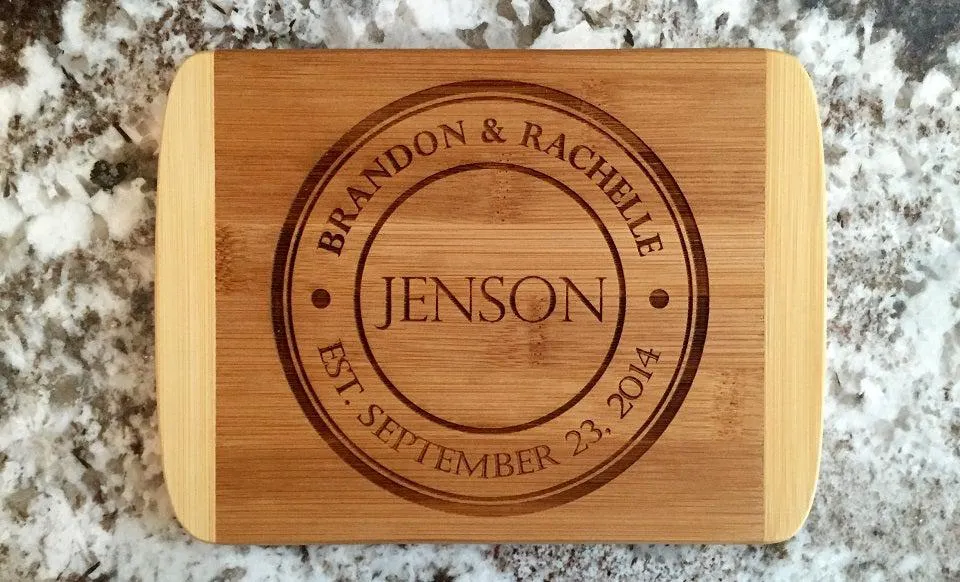 BRANDON & RACHELLE
JENSON
EST. SEPTEMBER 23, 2014